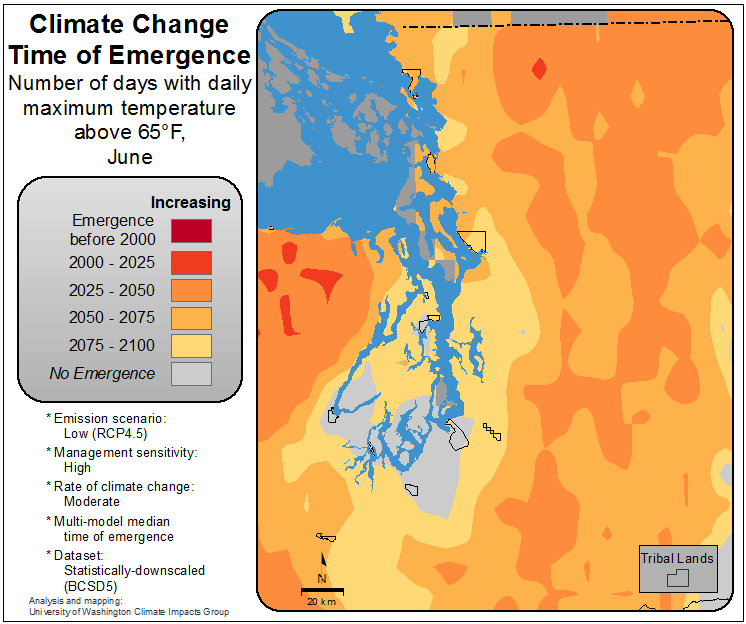 Climate Change
Time of Emergence
Number of days with daily
maximum temperature
above 65°F,
June
Increasing
Emergence
before 2000
2000 - 2025
2025 - 2050
2050 - 2075
2075 - 2100
No Emergence
* Emission scenario:
Low (RCP4.5)
* Management sensitivity:
High
* Rate of climate change:
Moderate
* Multi-model median
time of emergence
* Dataset:
Statistically-downscaled
(BCSD5)
Analysis and mapping:
University of Washington Climate Impacts Group
N
20 km
Tribal Lands